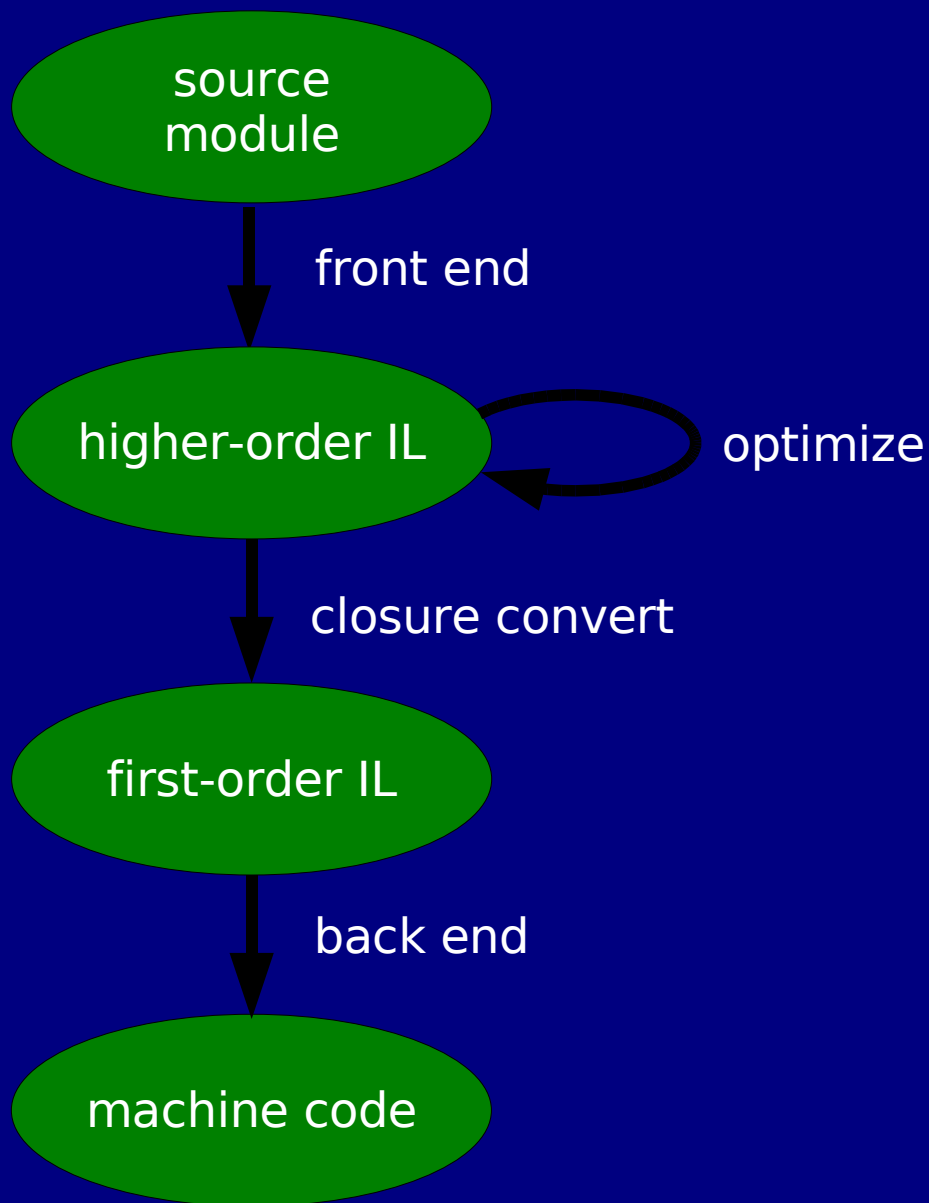 source
module
front end
higher-order IL
optimize
closure convert
first-order IL
back end
machine code